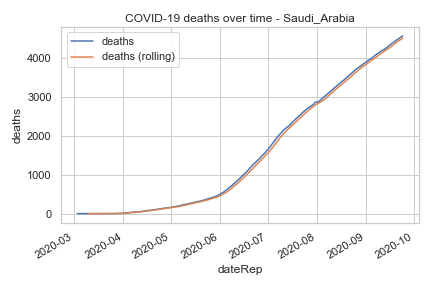 COVID-19 deaths over time - Saudi_Arabia
deaths
deaths (rolling)
4000
3000
2000
1000
0
deaths
2020-03
2020-04
2020-05
2020-06
2020-07
2020-08
2020-09
2020-10
dateRep